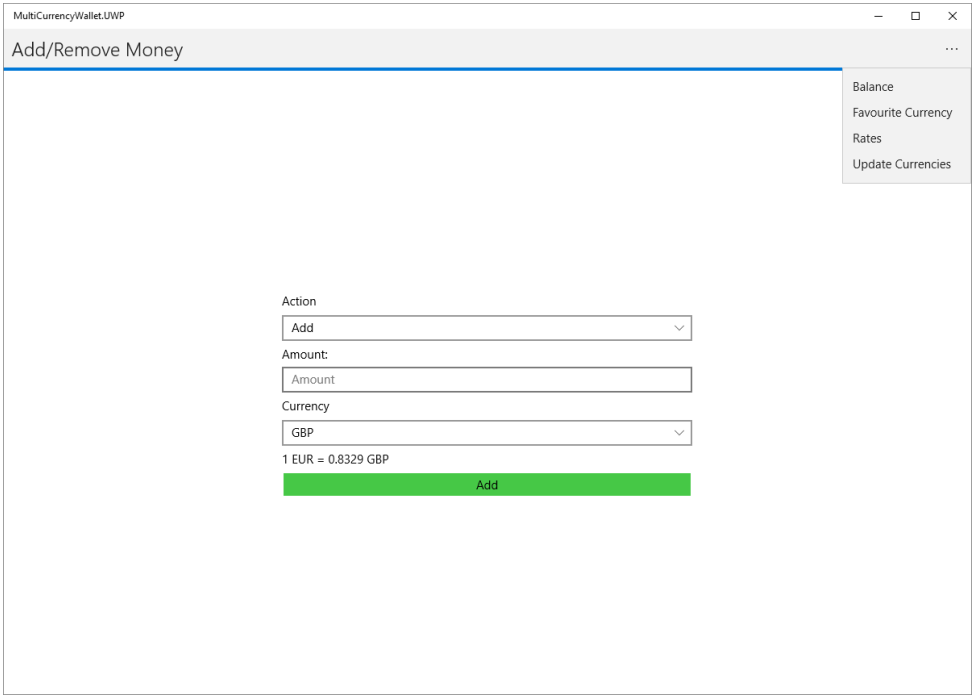 MultiCurrencyWallet.UWP
Add/Remove Money
Balance
Favourite Currency
Rates
Update Currencies
Action
Add
Amount:
Amount
Currency
GBP
1 EUR = 0.8329 GBP
Add